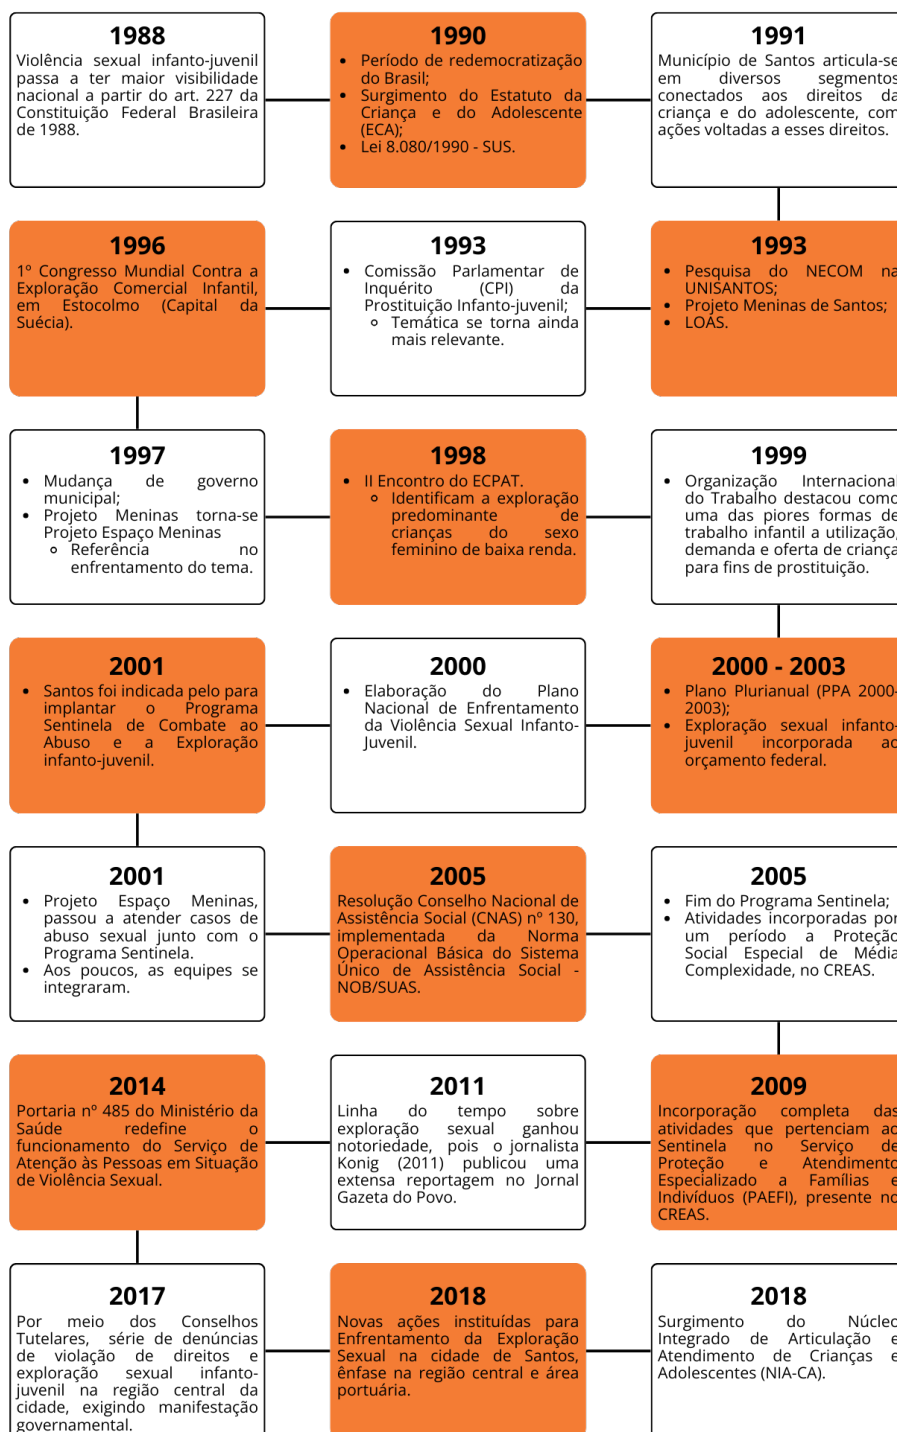 1988
Violência sexual infanto-juvenil
passa a ter maior visibilidade
nacional a partir do art. 227 da
Constituição Federal Brasileira
de 1988.
1990
• Período de redemocratização
do Brasil;
• Surgimento do Estatuto da
Criança e do Adolescente
(ECA);
• Lei 8.080/1990 - SUS.
1991
Município de Santos articula-se
em diversos segmentos
conectados aos direitos da
criança e do adolescente, com
ações voltadas a esses direitos.
1996
1º Congresso Mundial Contra a
Exploração Comercial Infantil,
em Estocolmo (Capital da
Suécia).
1993
• Comissão Parlamentar de
Inquérito (CPI) da
Prostituição Infanto-juvenil;
◦ Temática se torna ainda
mais relevante.
1993
• Pesquisa do NECOM na
UNISANTOS;
• Projeto Meninas de Santos;
• LOAS.
1997
• Mudança de governo
municipal;
• Projeto Meninas torna-se
Projeto Espaço Meninas
◦ Referência no
enfrentamento do tema.
1998
• II Encontro do ECPAT.
◦ Identificam a exploração
predominante de
crianças do sexo
feminino de baixa renda.
1999
• Organização Internacional
do Trabalho destacou como
uma das piores formas de
trabalho infantil a utilização,
demanda e oferta de criança
para fins de prostituição.
2001
• Santos foi indicada pelo para
implantar o Programa
Sentinela de Combate ao
Abuso e a Exploração
infanto-juvenil.
2000
• Elaboração do Plano
Nacional de Enfrentamento
da Violência Sexual Infanto-
Juvenil.
2000 - 2003
• Plano Plurianual (PPA 2000-
2003);
• Exploração sexual infanto-
juvenil incorporada ao
orçamento federal.
2001
• Projeto Espaço Meninas,
passou a atender casos de
abuso sexual junto com o
Programa Sentinela.
• Aos poucos, as equipes se
integraram.
2005
Resolução Conselho Nacional de
Assistência Social (CNAS) nº 130,
implementada da Norma
Operacional Básica do Sistema
Único de Assistência Social -
NOB/SUAS.
2005
• Fim do Programa Sentinela;
• Atividades incorporadas por
um período a Proteção
Social Especial de Média
Complexidade, no CREAS.
2014
Portaria nº 485 do Ministério da
Saúde redefine o
funcionamento do Serviço de
Atenção às Pessoas em Situação
de Violência Sexual.
2011
Linha do tempo sobre
exploração sexual ganhou
notoriedade, pois o jornalista
Konig (2011) publicou uma
extensa reportagem no Jornal
Gazeta do Povo.
2009
Incorporação completa das
atividades que pertenciam ao
Sentinela no Serviço de
Proteção e Atendimento
Especializado a Famílias e
Indivíduos (PAEFI), presente no
CREAS.
2017
Por meio dos Conselhos
Tutelares, série de denúncias
de violação de direitos e
exploração sexual infanto-
juvenil na região central da
cidade, exigindo manifestação
governamental.
2018
Novas ações instituídas para
Enfrentamento da Exploração
Sexual na cidade de Santos,
ênfase na região central e área
portuária.
2018
Surgimento do Núcleo
Integrado de Articulação e
Atendimento de Crianças e
Adolescentes (NIA-CA).